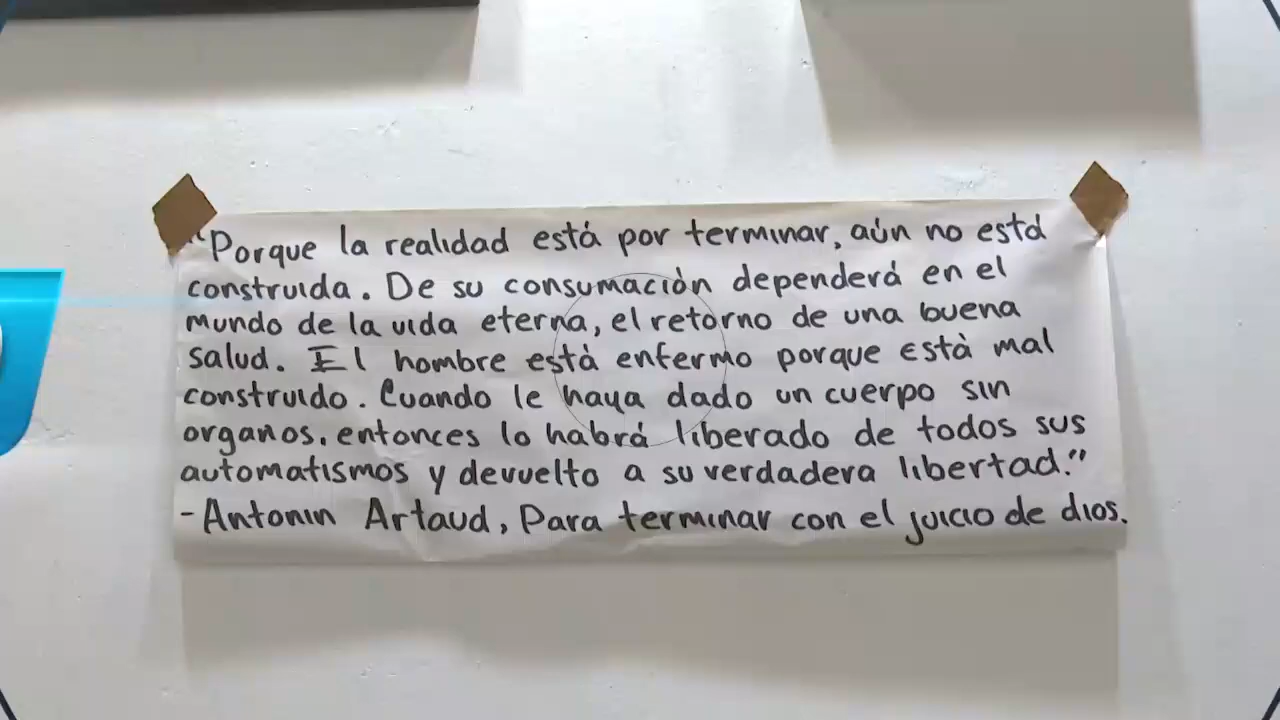 "Porque la realidad está por terminar, aún no está
construida. De su consumación dependerá en el
mundo de la vida eterna, el retorno de una buena
salud. El hombre está enfermo porque está mal
construido. Cuando le haya dado un cuerpo sin
organos, entonces lo habrá liberado de todos sus
automatismos y devuelto a su verdadera libertad."
-Antonin Artaud, Para terminar con el juicio de dios.